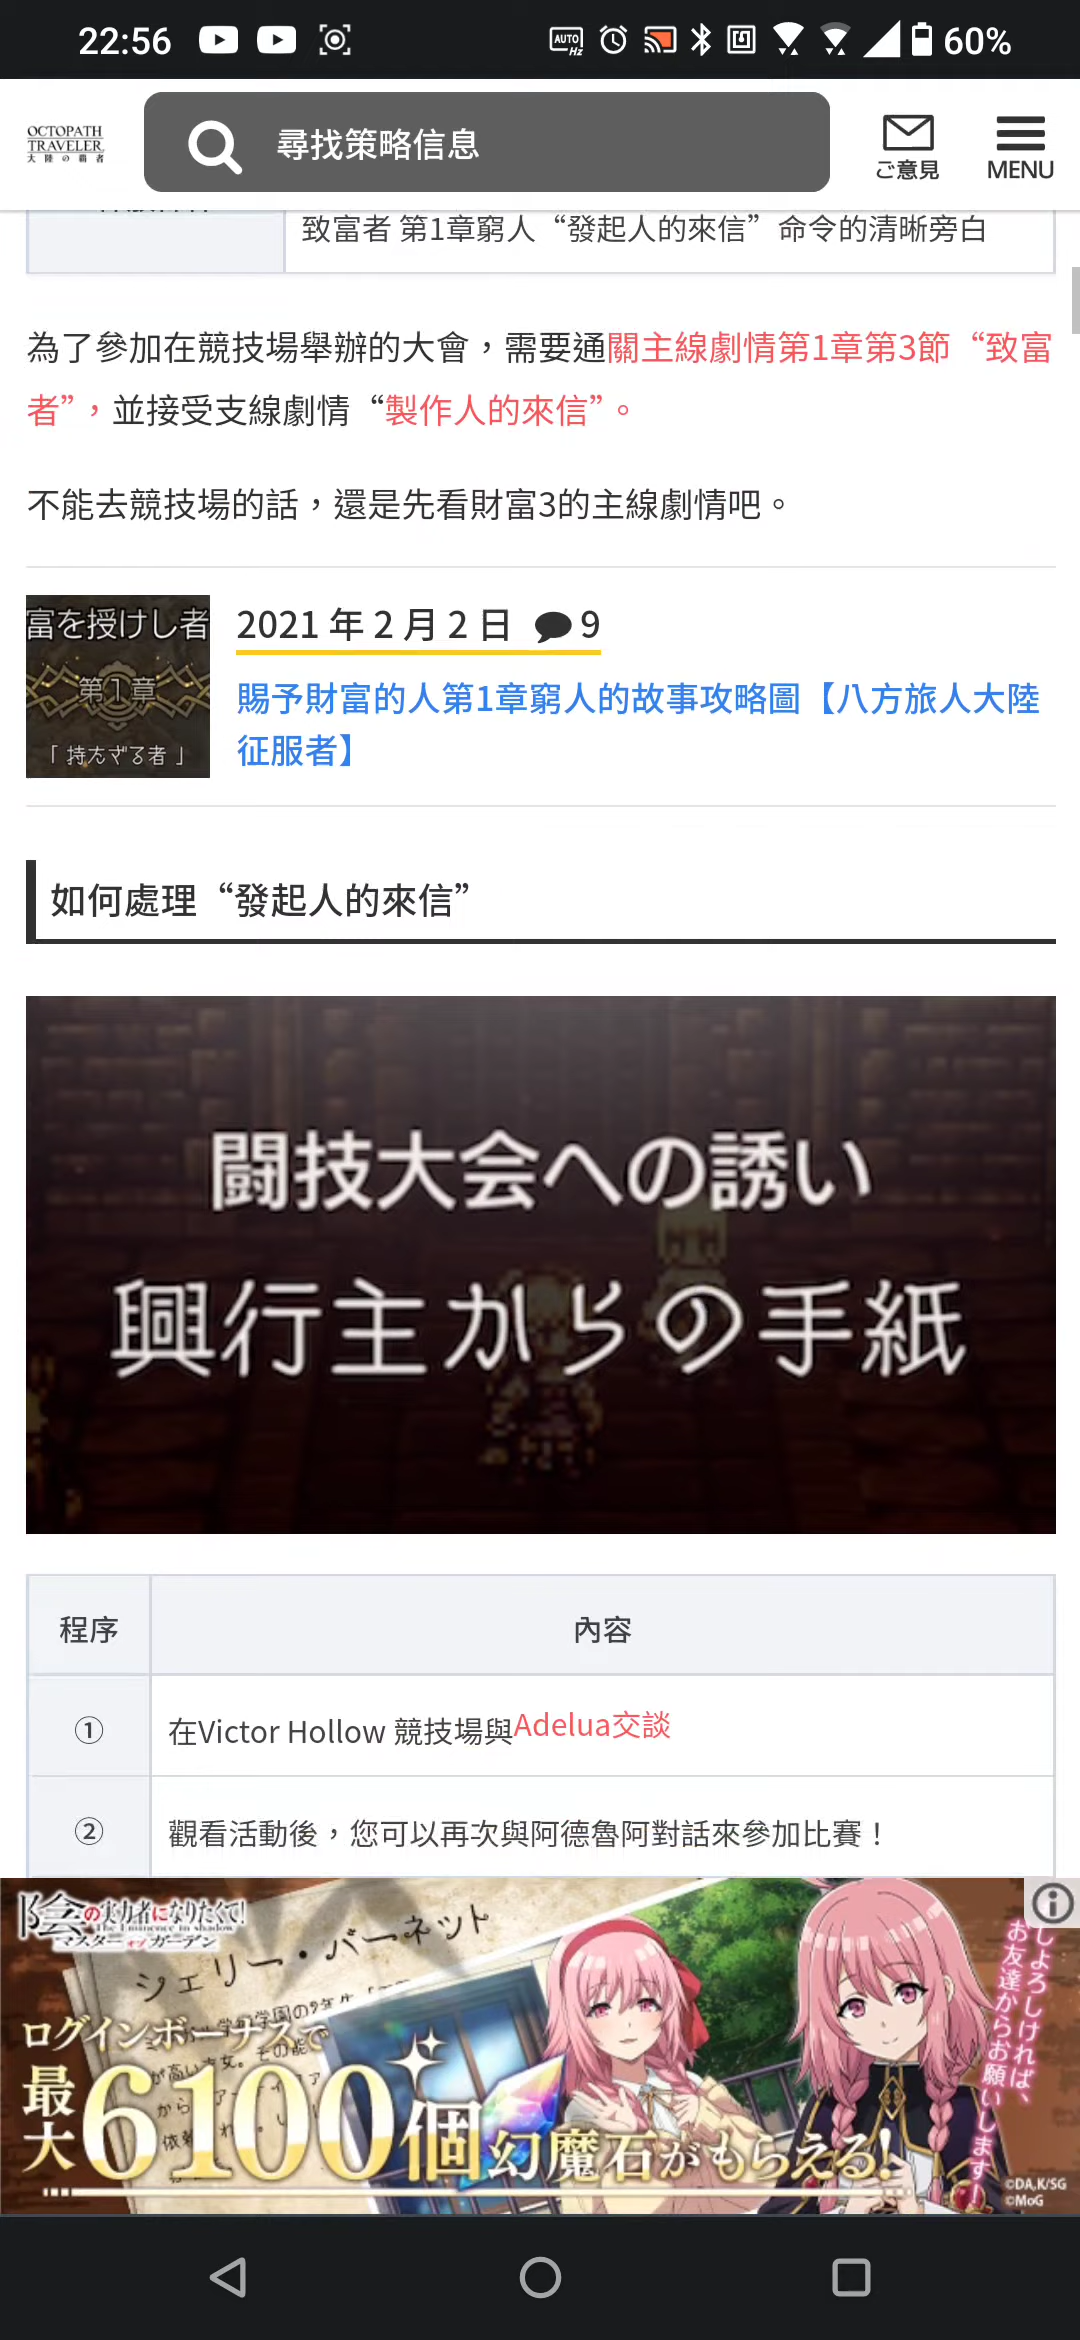 22:56
AUTO Hz
60%
OCTOPATH
TRAVELER
大陸の覇者
尋找策略信息
ご意見
MENU
致富者 第1章窮人“發起人的來信”命令的清晰旁白
為了參加在競技場舉辦的大會，需要通關主線劇情第1章第3節“致富
者”，並接受支線劇情“製作人的來信”。
不能去競技場的話，還是先看財富3的主線劇情吧。
富を授けし者
第1章
「持たざる者」
2021 年 2 月 2 日 9
賜予財富的人第1章窮人的故事攻略圖【八方旅人大陸
征服者】
如何處理“發起人的來信”
闘技大会への誘い
興行主からの手紙
程序
內容
①
在Victor Hollow 競技場與Adelua交談
②
觀看活動後，您可以再次與阿德魯阿對話來參加比賽！
陰の実力者になりたくて!
The Eminence in Shadow
マスターオブガーデン
シェリー・バーネット
ログインボーナスで
最大6100個幻魔石がもらえる!
よろしければ、
お友達からお願いします!
©DA,K/SG
©MoG